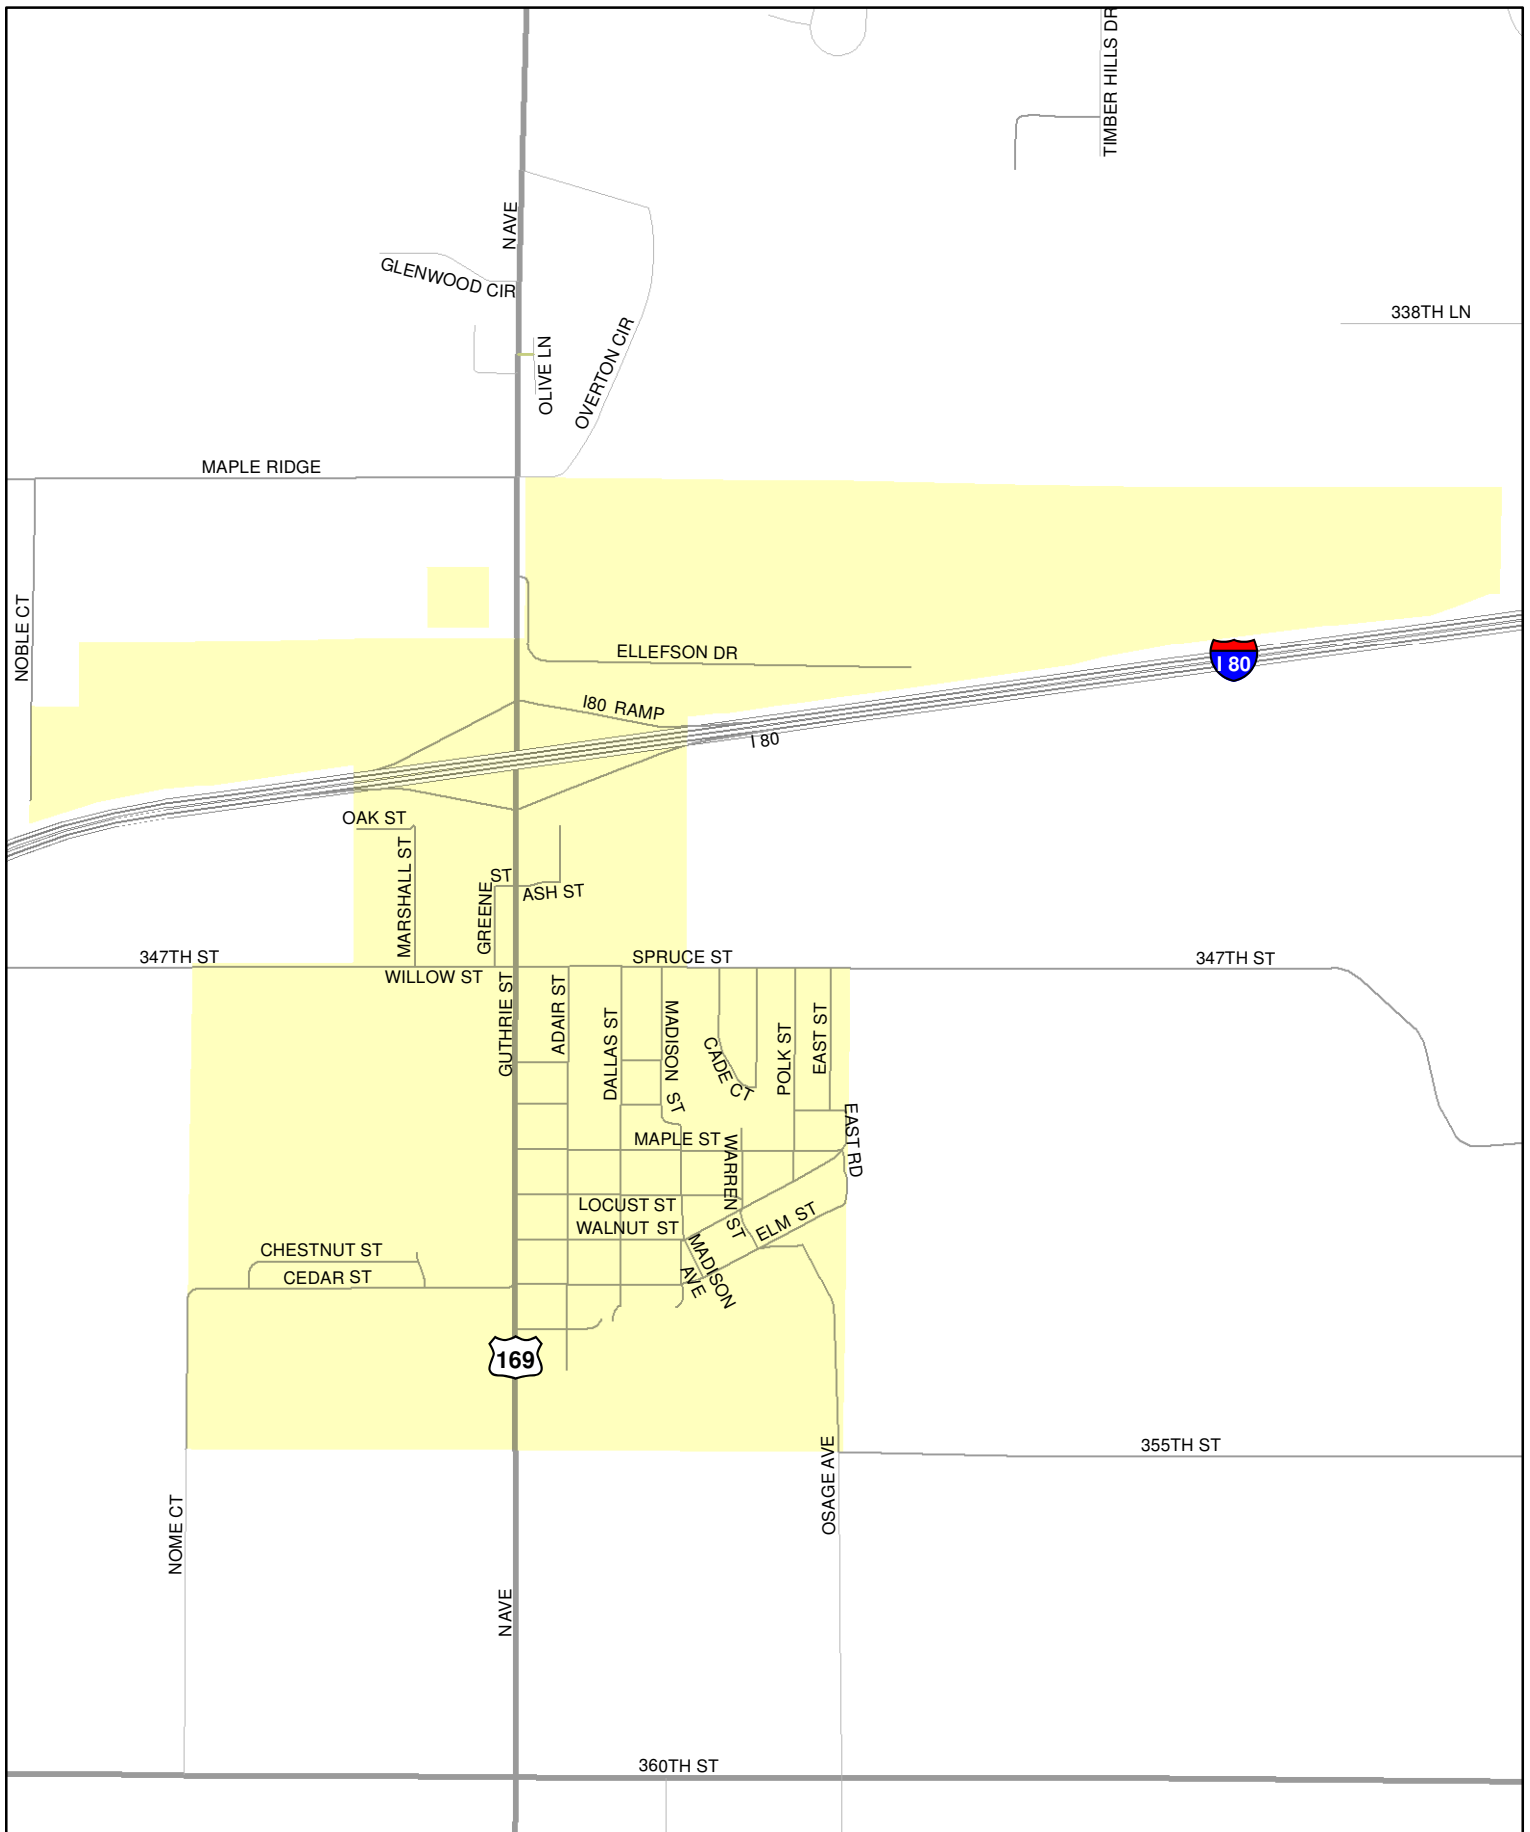 TIMBER HILLS DR
N AVE
GLENWOOD CIR
338TH LN
OLIVE LN
OVERTON CIR
MAPLE RIDGE
NOBLE CT
ELLEFSON DR
I 80
I80 RAMP
I 80
OAK ST
MARSHALL ST
GREENE ST
ASH ST
347TH ST
SPRUCE ST
347TH ST
WILLOW ST
GUTHRIE ST
ADAIR ST
DALLAS ST
MADISON ST
CADE CT
POLK ST
EAST ST
EAST RD
MAPLE ST
WARREN ST
LOCUST ST
WALNUT ST
ELM ST
MADISON AVE
CHESTNUT ST
CEDAR ST
169
OSAGE AVE
355TH ST
NOME CT
N AVE
360TH ST